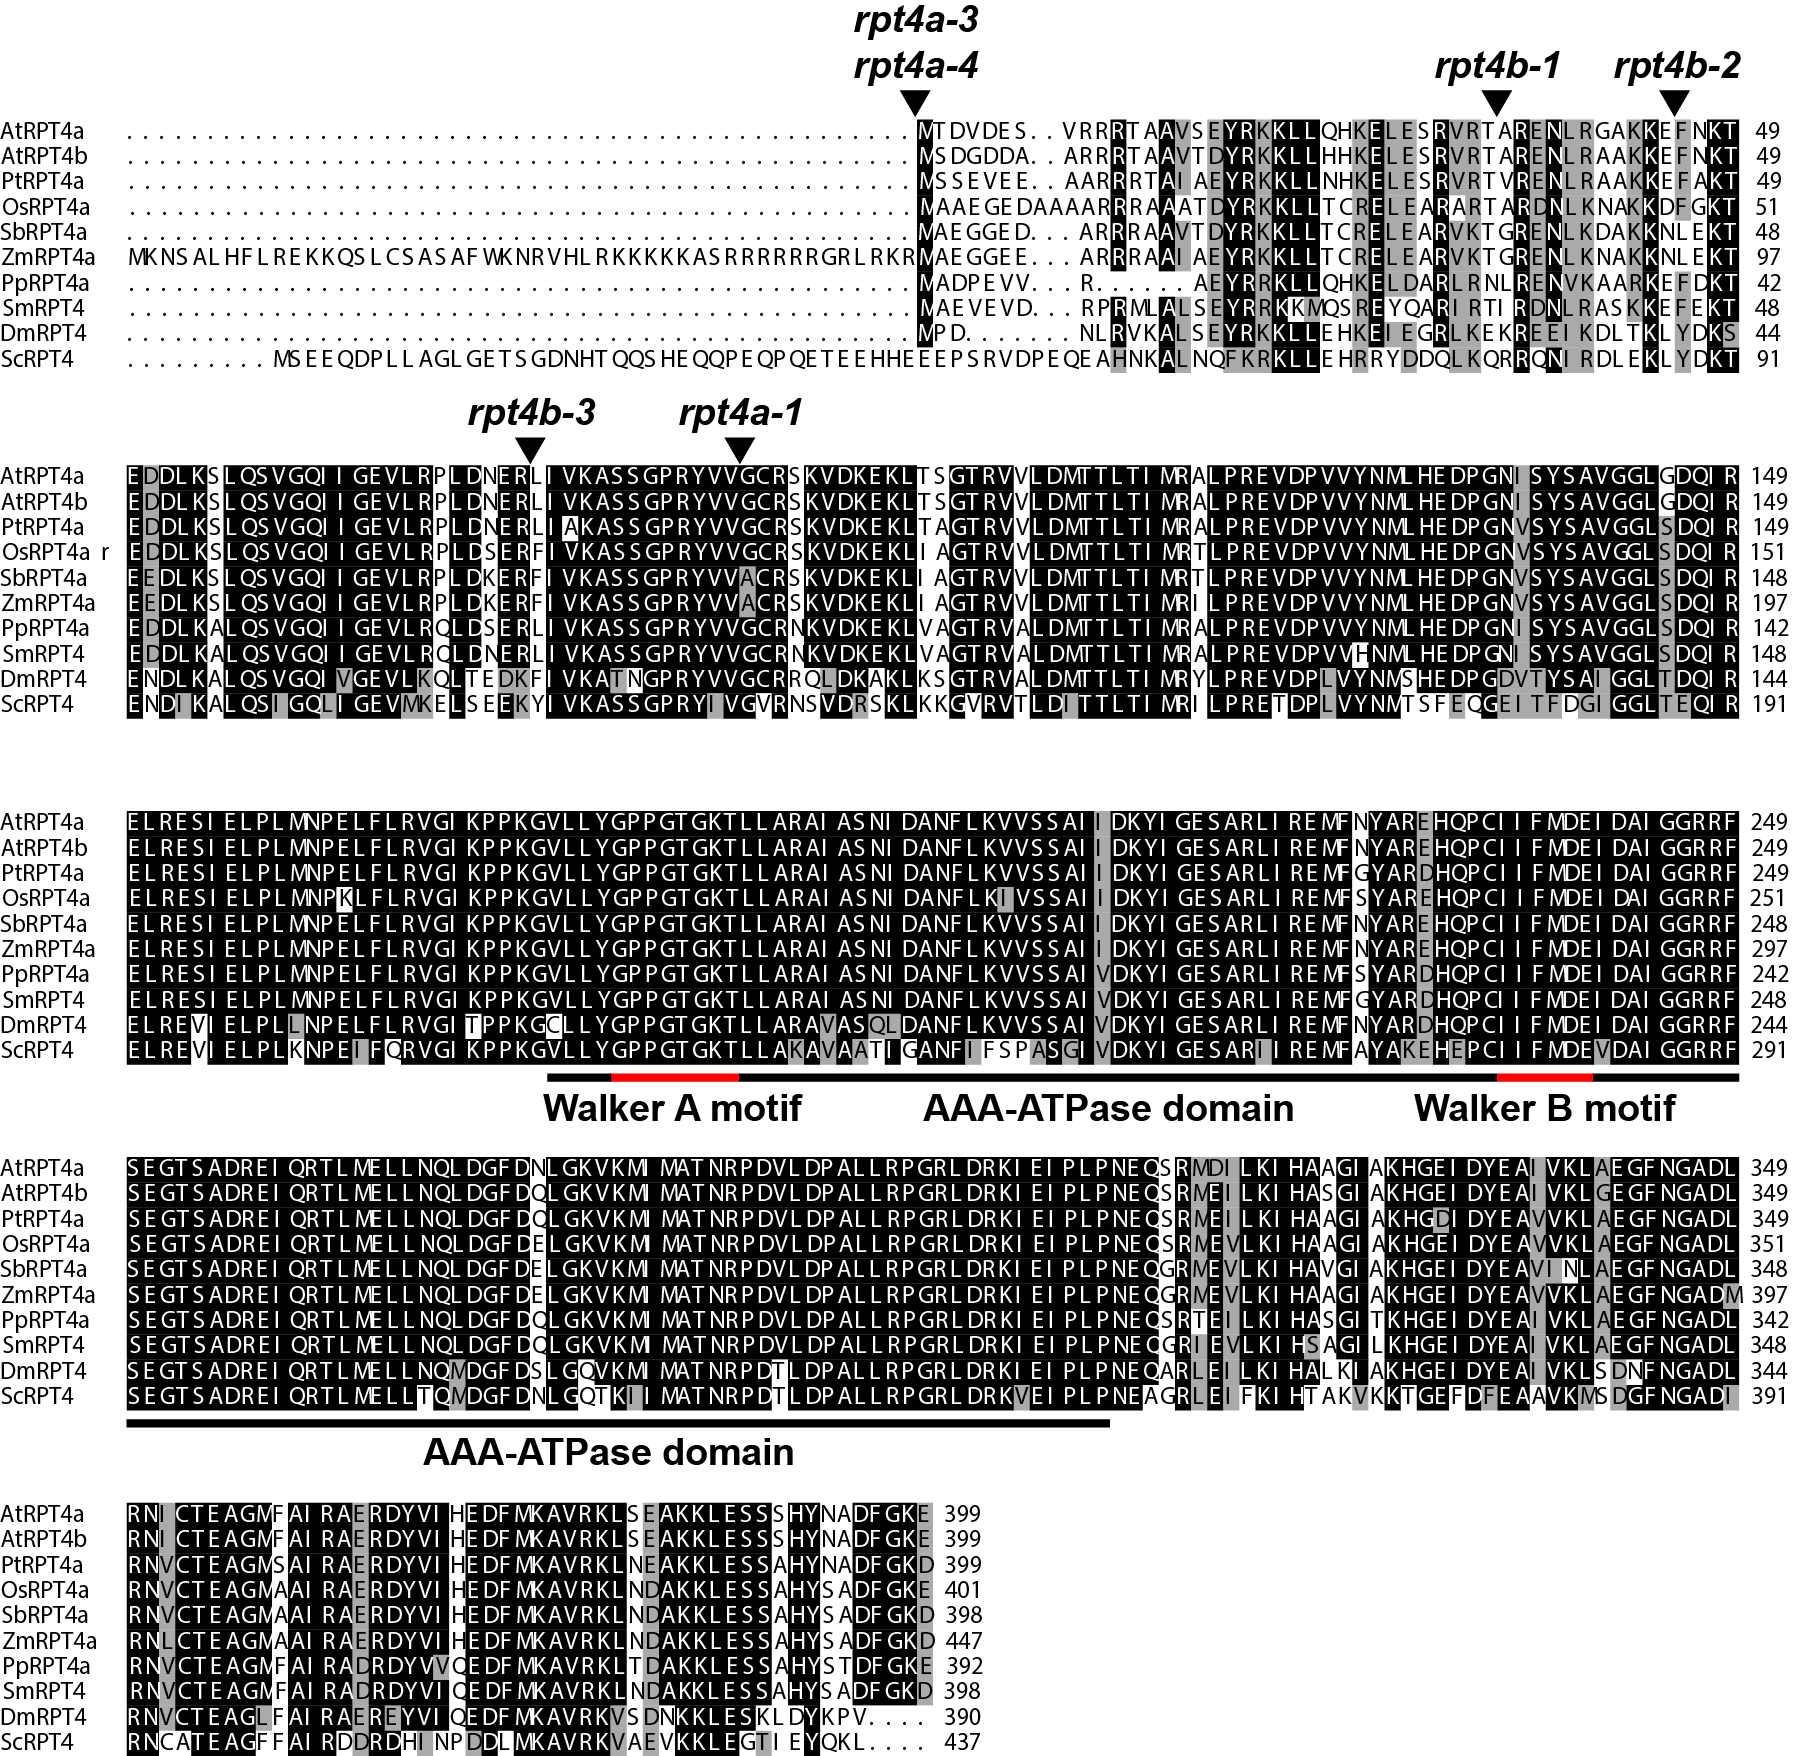 rpt4a-3
rpt4a-4 rpt4b-1 rpt4b-2
AtRPT4a .................................................MTDVDES..VRRRTAAVSEYRKKLLQHKELESRVRTARENLRGAKKEFNKT 49
AtRPT4b .................................................MSDGDDA..ARRRTAAVTDYRKKLLHHKELESRVRTARENLRAAKKEFNKT 49
PtRPT4a .................................................MSSEVEE..AARRRTALAEYRKKLLNHKELESRVRTVRENLRAAKKEFAKT 49
OsRPT4a .................................................MAAEGEDAAAARRRAAATDYRKKLLTCRELEARARTARDNLKNAKKDFGKT 51
SbRPT4a .................................................MAEGGED...ARRRAAVTDYRKKLLTCRELEARVKTGRENLKDAKKNLEKT 48
ZmRPT4a MKNSALHFLREKKQSLCSASAFWKNRVHLRKKKKKASRRRRRRGRLRKRMAEGGEE...ARRRAAIAEYRKKLLTCRELEARVKTGRENLKNAKKNLEKT 97
PpRPT4a .................................................MADPEVV..R......AEYRRKLLQHKELDARLRNLRENVKAARKEFDKT 42
SmRPT4 .................................................MAEVEVD..RPRMLALSEYRRKKMQSREYQARIRTIRDNLRASKKEFEKT 48
DmRPT4 .................................................MPD.......NLRVKALSEYRKKLLEHKELEGRLKEKREEIKDLTKLYDKS 44
ScRPT4 .........MSEEQDPLLAGLGETSGDNHTQQSHEQQPEQPQETEEHHEEEPSRVDPEQEAHNKALNQFKRKLLEHRRYDDQLKQRRQNIRDLEKLYDKT 91
rpt4b-3 rpt4a-1
AtRPT4a EDDLKSLQSVGQIIGEVLRPLDNERLIVKASSGPRYVVGCRSKVDKEKLTSGTRVVLDMTTLTIMRALPREVDPVVYNMLHEDPGNISYSAVGGLGDQIR 149
AtRPT4b EDDLKSLQSVGQIIGEVLRPLDNERLIVKASSGPRYVVGCRSKVDKEKLTSGTRVVLDMTTLTIMRALPREVDPVVYNMLHEDPGNISYSAVGGLGDQIR 149
PtRPT4a EDDLKSLQSVGQIIGEVLRPLDNERLIAKASSGPRYVVGCRSKVDKEKLTAGTRVVLDMTTLTIMRALPREVDPVVYNMLHEDPGNVSYSAVGGLSDQIR 149
OsRPT4a r EDDLKSLQSVGQIIGEVLRPLDSERFIVKASSGPRYVVGCRSKVDKEKLIAGTRVVLDMTTLTIMRTLPREVDPVVYNMLHEDPGNVSYSAVGGLSDQIR 151
SbRPT4a EEDLKSLQSVGQIIGEVLRPLDKERFIVKASSGPRYVVACRSKVDKEKLIAGTRVVLDMTTLTIMRTLPREVDPVVYNMLHEDPGNVSYSAVGGLSDQIR 148
ZmRPT4a EEDLKSLQSVGQIIGEVLRPLDKERFIVKASSGPRYVVACRSKVDKEKLIAGTRVVLDMTTLTIMRILPREVDPVVYNMLHEDPGNVSYSAVGGLSDQIR 197
PpRPT4a EDDLKALQSVGQIIGEVLRQLDSERLIVKASSGPRYVVGCRNKVDKEKLVAGTRVALDMTTLTIMRALPREVDPVVYNMLHEDPGNISYSAVGGLSDQIR 142
SmRPT4 EDDLKALQSVGQIIGEVLRQLDNERLIVKASSGPRYVVGCRNKVDKEKLVAGTRVALDMTTLTIMRALPREVDPVVHNMLHEDPGNISYSAVGGLSDQIR 148
DmRPT4 ENDLKALQSVGQIVGEVLKQLTEDKFIVKATNGPRYVVGCRRQLDKAKLKSGTRVALDMTTLTIMRYLPREVDPLVYNMSHEDPGDVTYSAIGGLTDQIR 144
ScRPT4 ENDIKALQSIGQLIGEVMKELSEEKYIVKASSGPRYIVGVRNSVDRSKLKKGVRVTLDITTLTIMRILPRETDPLVYNMTSFEQGEITFDGIGGLTEQIR 191
AtRPT4a ELRESIELPLMNPELFLRVGIKPPKGVLLYGPPGTGKTLLARAIASNIDANFLKVVSSAIIDKYIGESARLIREMFNYAREHQPCIIFMDEIDAIGGRRF 249
AtRPT4b ELRESIELPLMNPELFLRVGIKPPKGVLLYGPPGTGKTLLARAIASNIDANFLKVVSSAIIDKYIGESARLIREMFNYAREHQPCIIFMDEIDAIGGRRF 249
PtRPT4a ELRESIELPLMNPELFLRVGIKPPKGVLLYGPPGTGKTLLARAIASNIDANFLKVVSSAIIDKYIGESARLIREMFGYARDHQPCIIFMDEIDAIGGRRF 249
OsRPT4a ELRESIELPLMNPKLFLRVGIKPPKGVLLYGPPGTGKTLLARAIASNIDANFLKIVSSAIIDKYIGESARLIREMFSYAREHQPCIIFMDEIDAIGGRRF 251
SbRPT4a ELRESIELPLMNPELFLRVGIKPPKGVLLYGPPGTGKTLLARAIASNIDANFLKVVSSAIIDKYIGESARLIREMFNYAREHQPCIIFMDEIDAIGGRRF 248
ZmRPT4a ELRESIELPLMNPELFLRVGIKPPKGVLLYGPPGTGKTLLARAIASNIDANFLKVVSSAIIDKYIGESARLIREMFNYAREHQPCIIFMDEIDAIGGRRF 297
PpRPT4a ELRESIELPLMNPELFLRVGIKPPKGVLLYGPPGTGKTLLARAIASNIDANFLKVVSSAIVDKYIGESARLIREMFSYARDHQPCIIFMDEIDAIGGRRF 242
SmRPT4 ELRESIELPLMNPELFLRVGIKPPKGVLLYGPPGTGKTLLARAIASNIDANFLKVVSSAIVDKYIGESARLIREMFGYARDHQPCIIFMDEIDAIGGRRF 248
DmRPT4 ELREVIELPLLNPELFLRVGITPPKGCLLYGPPGTGKTLLARAVASQLDANFLKVVSSAIVDKYIGESARLIREMFNYARDHQPCIIFMDEIDAIGGRRF 244
ScRPT4 ELREVIELPLKNPEIFQRVGIKPPKGVLLYGPPGTGKTLLAKAVAATIGANFIFSPASGIVDKYIGESARIIREMFAYAKEHEPCIIFMDEVDAIGGRRF 291
Walker A motif AAA-ATPase domain Walker B motif
AtRPT4a SEGTSADREIQRTLMELLNQLDGFDNLGKVKMIMATNRPDVLDPALLRPGRLDRKIEIPLPNEQSRMDILKIHAAGIAKHGEIDYEAIVKLAEGFNGADL 349
AtRPT4b SEGTSADREIQRTLMELLNQLDGFDQLGKVKMIMATNRPDVLDPALLRPGRLDRKIEIPLPNEQSRMEILKIHASGIAKHGEIDYEAIVKLGEGFNGADL 349
PtRPT4a SEGTSADREIQRTLMELLNQLDGFDQLGKVKMIMATNRPDVLDPALLRPGRLDRKIEIPLPNEQSRMEILKIHAAGIAKHGDIDYEAVVKLAEGFNGADL 349
OsRPT4a SEGTSADREIQRTLMELLNQLDGFDELGKVKMIMATNRPDVLDPALLRPGRLDRKIEIPLPNEQSRMEVLKIHAAGIAKHGEIDYEAVVKLAEGFNGADL 351
SbRPT4a SEGTSADREIQRTLMELLNQLDGFDELGKVKMIMATNRPDVLDPALLRPGRLDRKIEIPLPNEQGRMEVLKIHAVGIAKHGEIDYEAVINLAEGFNGADL 348
ZmRPT4a SEGTSADREIQRTLMELLNQLDGFDELGKVKMIMATNRPDVLDPALLRPGRLDRKIEIPLPNEQGRMEVLKIHAAGIAKHGEIDYEAVVKLAEGFNGADM 397
PpRPT4a SEGTSADREIQRTLMELLNQLDGFDQLGKVKMIMATNRPDVLDPALLRPGRLDRKIEIPLPNEQSRTEILKIHASGITKHGEIDYEAIVKLAEGFNGADL 342
SmRPT4 SEGTSADREIQRTLMELLNQLDGFDQLGKVKMIMATNRPDVLDPALLRPGRLDRKIEIPLPNEQGRIEVLKIHSAGILKHGEIDYEAIVKLAEGFNGADL 348
DmRPT4 SEGTSADREIQRTLMELLNQMDGFDSLGQVKMIMATNRPDTLDPALLRPGRLDRKIEIPLPNEQARLEILKIHALKIAKHGEIDYEAIVKLSDNFNGADL 344
ScRPT4 SEGTSADREIQRTLMELLTQMDGFDNLGQTKIIMATNRPDTLDPALLRPGRLDRKVEIPLPNEAGRLEIFKIHTAKVKKTGEFDFEAAVKMSDGFNGADI 391
AAA-ATPase domain
AtRPT4a RNICTEAGMFAIRAERDYVIHEDFMKAVRKLSEAKKLESSSHYNADFGKE 399
AtRPT4b RNICTEAGMFAIRAERDYVIHEDFMKAVRKLSEAKKLESSSHYNADFGKE 399
PtRPT4a RNVCTEAGMSAIRAERDYVIHEDFMKAVRKLNEAKKLESSAHYNADFGKD 399
OsRPT4a RNVCTEAGMAAIRAERDYVIHEDFMKAVRKLNDAKKLESSAHYSADFGKE 401
SbRPT4a RNVCTEAGMAAIRAERDYVIHEDFMKAVRKLNDAKKLESSAHYSADFGKD 398
ZmRPT4a RNLCTEAGMAAIRAERDYVIHEDFMKAVRKLNDAKKLESSAHYSADFGKD 447
PpRPT4a RNVCTEAGMFAIRADRDYVVQEDFMKAVRKLTDAKKLESSAHYSTDFGKE 392
SmRPT4 RNVCTEAGMFAIRADRDYVIQEDFMKAVRKLNDAKKLESSAHYSADFGKD 398
DmRPT4 RNVCTEAGLFAIRAEREYVIQEDFMKAVRKVSDNKKLESKLDYKPV.... 390
ScRPT4 RNCATEAGFFAIRDDRDHINPDDLMKAVRKVAEVKKLEGTIEYQKL.... 437